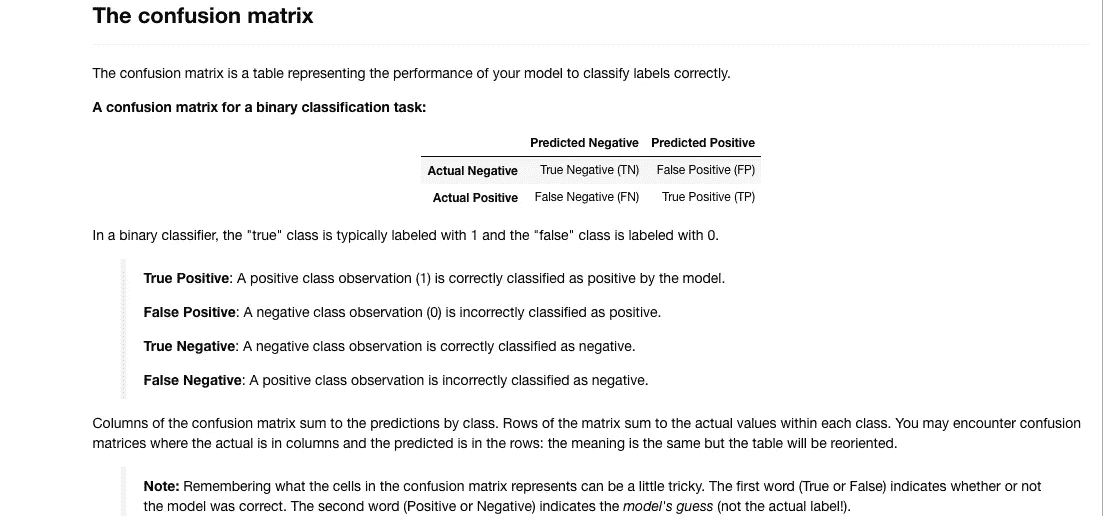 The confusion matrix
The confusion matrix is a table representing the performance of your model to classify labels correctly.
A confusion matrix for a binary classification task:
Predicted Negative Predicted Positive
Actual Negative True Negative (TN) False Positive (FP)
Actual Positive False Negative (FN) True Positive (TP)
In a binary classifier, the "true" class is typically labeled with 1 and the "false" class is labeled with 0.
True Positive: A positive class observation (1) is correctly classified as positive by the model.
False Positive: A negative class observation (0) is incorrectly classified as positive.
True Negative: A negative class observation is correctly classified as negative.
False Negative: A positive class observation is incorrectly classified as negative.
Columns of the confusion matrix sum to the predictions by class. Rows of the matrix sum to the actual values within each class. You may encounter confusion
matrices where the actual is in columns and the predicted is in the rows: the meaning is the same but the table will be reoriented.
Note: Remembering what the cells in the confusion matrix represents can be a little tricky. The first word (True or False) indicates whether or not
the model was correct. The second word (Positive or Negative) indicates the model's guess (not the actual label!).